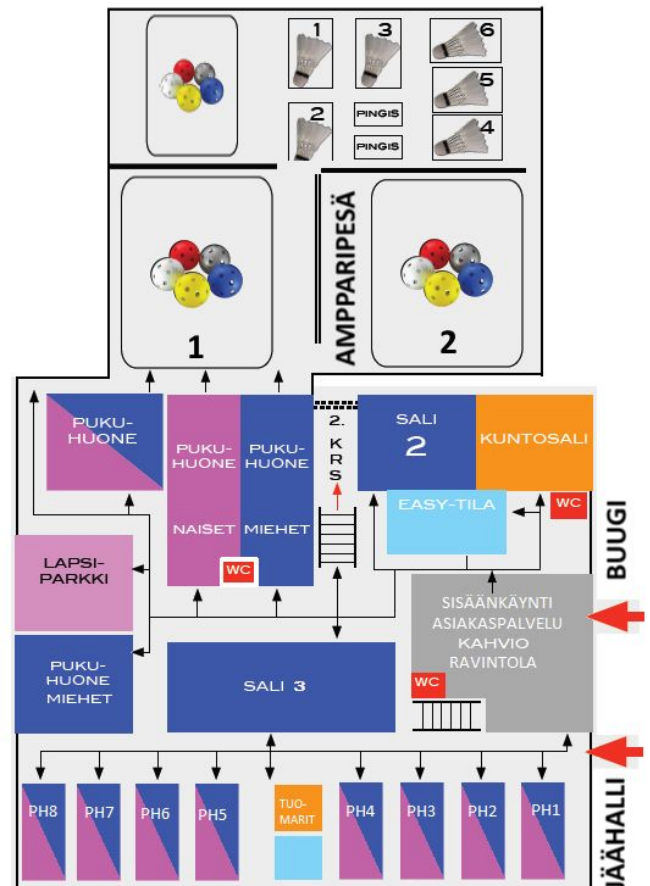 1
3
6
5
2
PINGIS
4
PINGIS
AMPPARIPESÄ
1
2
PUKU-
HUONE
PUKU-
HUONE
NAISET
PUKU-
HUONE
MIEHET
WC
2.
KRS
SALI
2
KUNTOSALI
EASY-TILA
WC
BUUGI
LAPSI-
PARKKI
PUKU-
HUONE
MIEHET
SALI 3
SISÄÄNKÄYNTI
ASIAKASPALVELU
KAHVIO
RAVINTOLA
WC
PH8
PH7
PH6
PH5
TUO-
MARIT
PH4
PH3
PH2
PH1
JÄÄHALLI